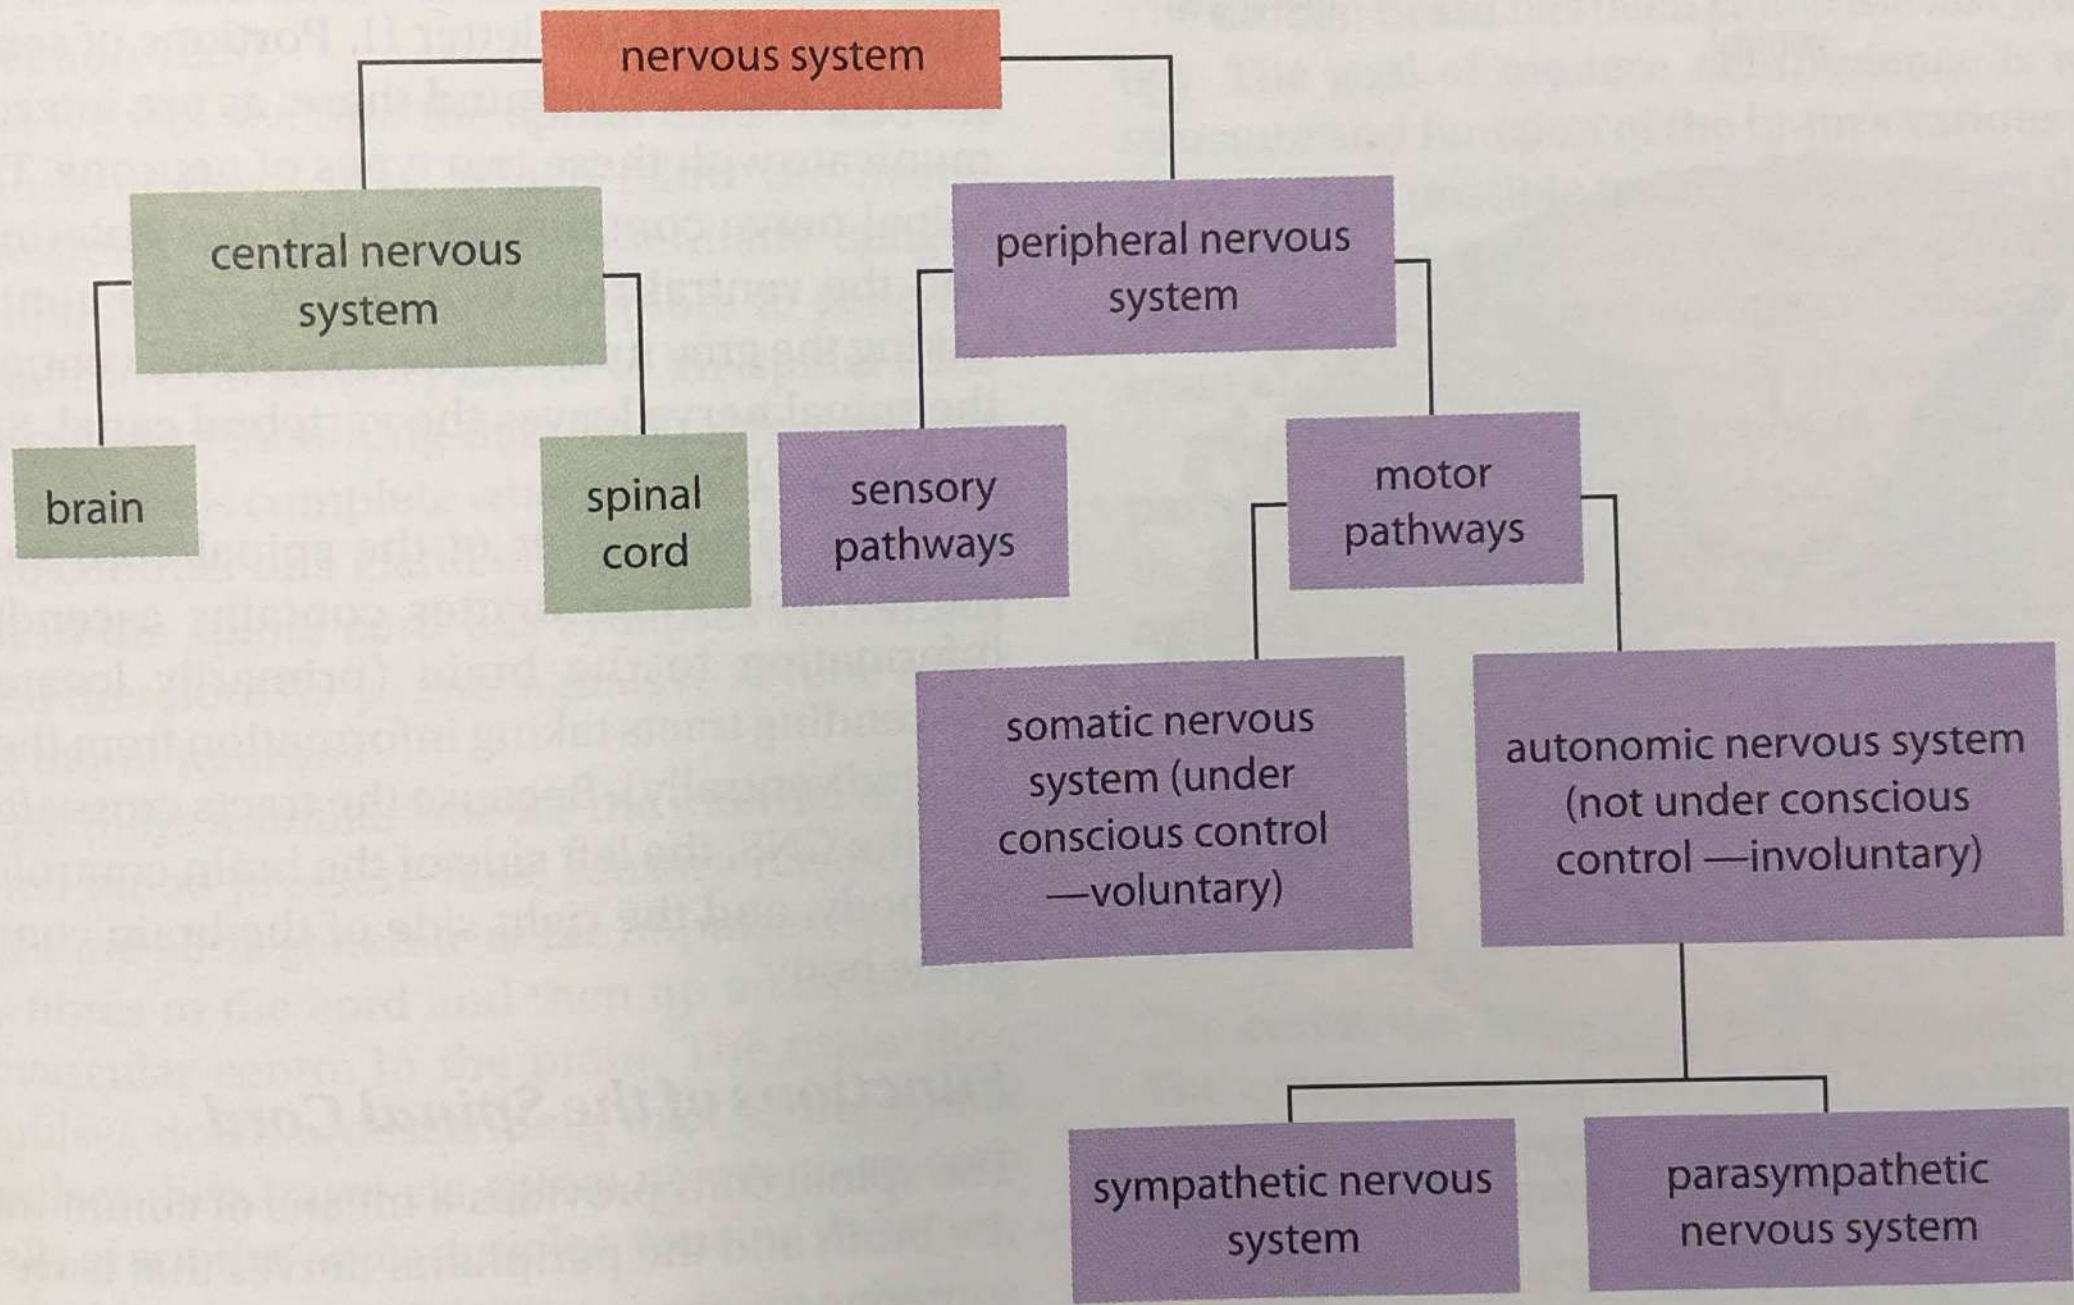 nervous system
central nervous
system
peripheral nervous
system
brain
spinal
cord
sensory
pathways
motor
pathways
somatic nervous
system (under
conscious control
—voluntary)
autonomic nervous system
(not under conscious
control —involuntary)
sympathetic nervous
system
parasympathetic
nervous system